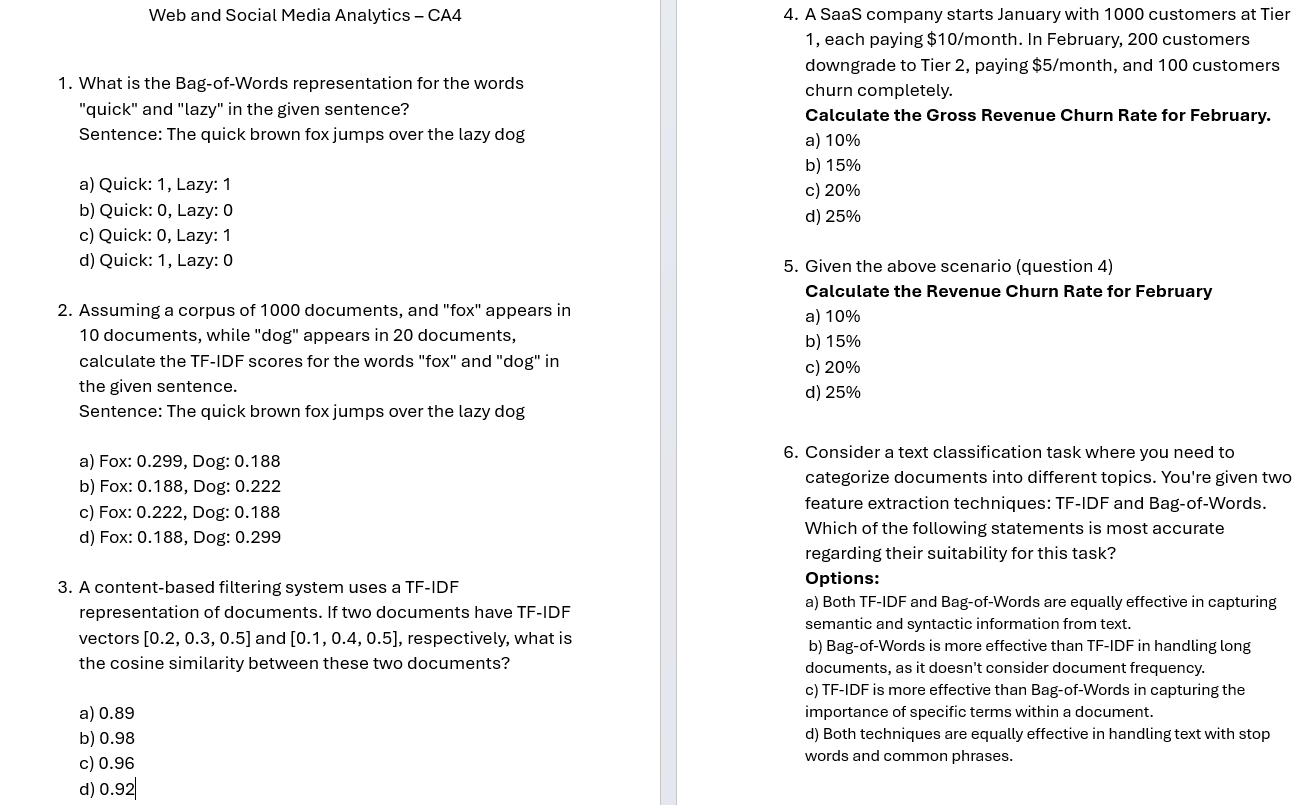 Web and Social Media Analytics – CA4
1. What is the Bag-of-Words representation for the words
"quick" and "lazy" in the given sentence?
Sentence: The quick brown fox jumps over the lazy dog
a) Quick: 1, Lazy: 1
b) Quick: 0, Lazy: 0
c) Quick: 0, Lazy: 1
d) Quick: 1, Lazy: 0
2. Assuming a corpus of 1000 documents, and "fox" appears in
10 documents, while "dog" appears in 20 documents,
calculate the TF-IDF scores for the words "fox" and "dog" in
the given sentence.
Sentence: The quick brown fox jumps over the lazy dog
a) Fox: 0.299, Dog: 0.188
b) Fox: 0.188, Dog: 0.222
c) Fox: 0.222, Dog: 0.188
d) Fox: 0.188, Dog: 0.299
3. A content-based filtering system uses a TF-IDF
representation of documents. If two documents have TF-IDF
vectors [0.2, 0.3, 0.5] and [0.1, 0.4, 0.5], respectively, what is
the cosine similarity between these two documents?
a) 0.89
b) 0.98
c) 0.96
d) 0.92
4. A SaaS company starts January with 1000 customers at Tier
1, each paying $10/month. In February, 200 customers
downgrade to Tier 2, paying $5/month, and 100 customers
churn completely.
Calculate the Gross Revenue Churn Rate for February.
a) 10%
b) 15%
c) 20%
d) 25%
5. Given the above scenario (question 4)
Calculate the Revenue Churn Rate for February
a) 10%
b) 15%
c) 20%
d) 25%
6. Consider a text classification task where you need to
categorize documents into different topics. You're given two
feature extraction techniques: TF-IDF and Bag-of-Words.
Which of the following statements is most accurate
regarding their suitability for this task?
Options:
a) Both TF-IDF and Bag-of-Words are equally effective in capturing
semantic and syntactic information from text.
b) Bag-of-Words is more effective than TF-IDF in handling long
documents, as it doesn't consider document frequency.
c) TF-IDF is more effective than Bag-of-Words in capturing the
importance of specific terms within a document.
d) Both techniques are equally effective in handling text with stop
words and common phrases.